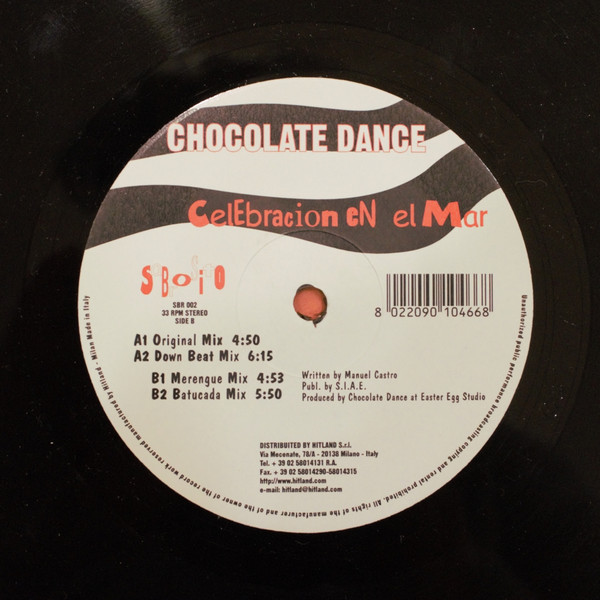 CHOCOLATE DANCE
CelEbracion EN el Mar
SaBoSiO
SBR 002
33 RPM STEREO
SIDE B
8 022090 104668
A1 Original Mix 4:50
A2 Down Beat Mix 6:15
B1 Merengue Mix 4:53
B2 Batucada Mix 5:50
Written by Manuel Castro
Publ. by S.I.A.E.
Produced by Chocolate Dance at Easter Egg Studio
DISTRIBUITED BY HITLAND S.r.l.
Via Mecenate, 78/A - 20138 Milano - Italy
Tel. + 39 02 58014131 R.A.
Fax. + 39 02 58014290-58014315
http://www.hitland.com
e-mail: hitland@hitland.com
Unauthorized public performance broadcasting copying and rental prohibited. All rights of the manufacturer and of the owner of the record work reserved manufactured by Hitland- Milan Made in Italy